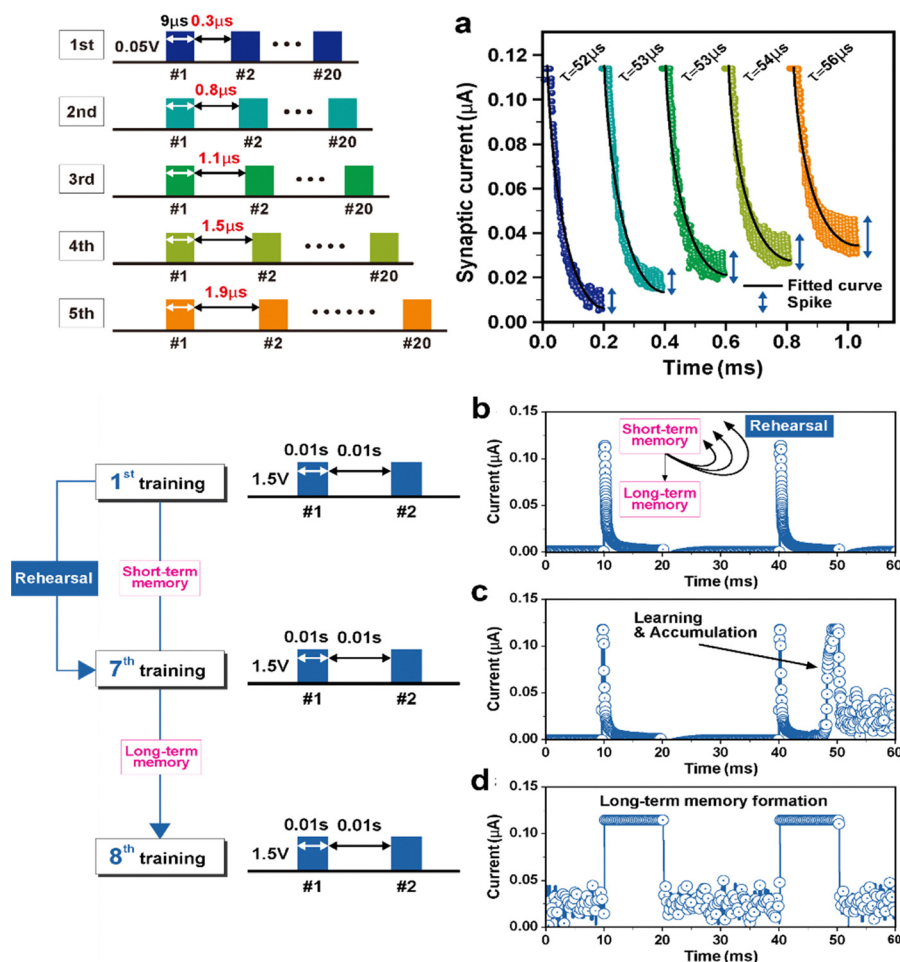 9μs 0.3μs
1st
0.05V
#1 #2 #20
0.8μs
2nd
#1 #2 #20
1.1μs
3rd
#1 #2 #20
1.5μs
4th
#1 #2 #20
1.9μs
5th
#1 #2 #20
a
Synaptic current (μA)
0.12
0.10
0.08
0.06
0.04
0.02
0.00
τ=52μs
τ=53μs
τ=53μs
τ=54μs
τ=56μs
Fitted curve
Spike
0.0 0.2 0.4 0.6 0.8 1.0
Time (ms)
1st training
0.01s 0.01s
1.5V
#1 #2
Rehearsal
Short-term
memory
7th training
0.01s 0.01s
1.5V
#1 #2
Long-term
memory
8th training
0.01s 0.01s
1.5V
#1 #2
b
Current (μA)
0.15
0.10
0.05
0.00
Short-term
memory
Rehearsal
Long-term
memory
0 10 20 30 40 50 60
Time (ms)
c
Current (μA)
0.15
0.10
0.05
0.00
Learning
& Accumulation
0 10 20 30 40 50 60
Time (ms)
d
Current (μA)
0.15
0.10
0.05
0.00
Long-term memory formation
0 10 20 30 40 50 60
Time (ms)